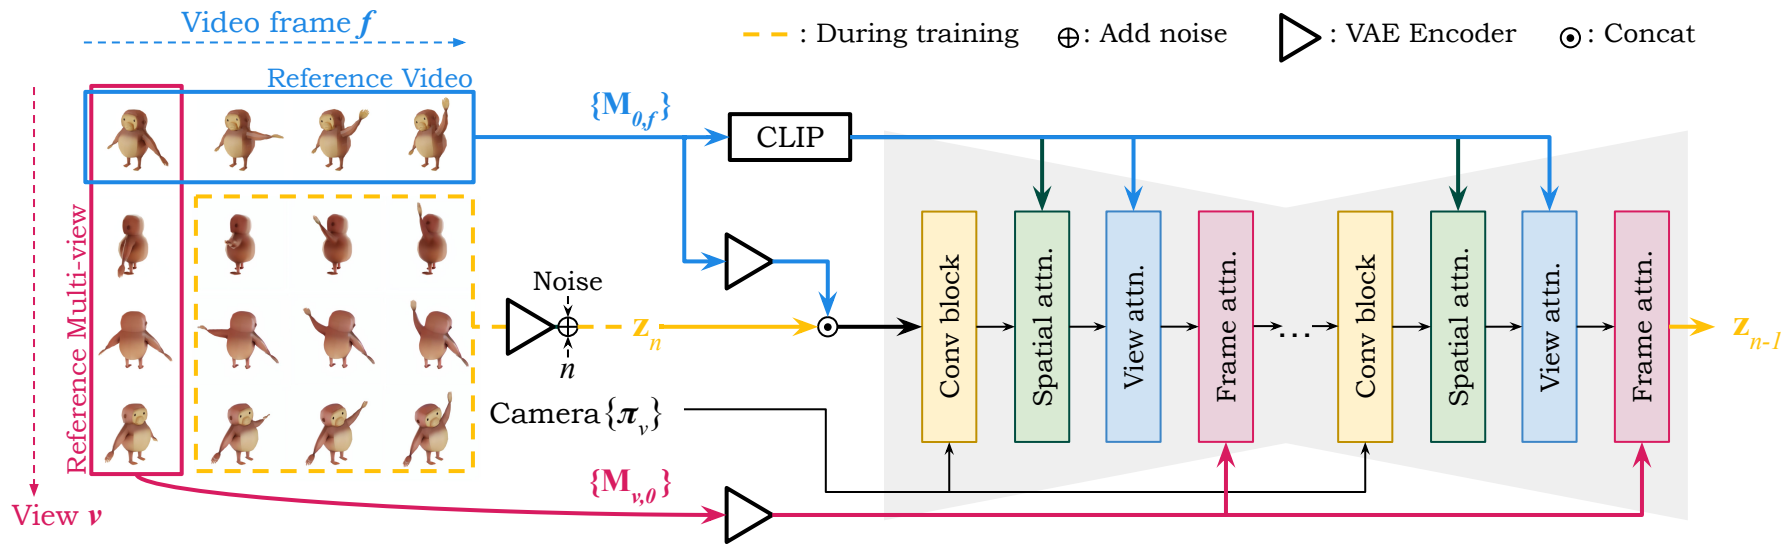 Video frame f
: During training
: Add noise
: VAE Encoder
: Concat
Reference Video
{M0,f}
CLIP
Reference Multi-view
Noise
zn
n
Camera {πv}
{Mv,0}
View v
Conv block
Spatial attn.
View attn.
Frame attn.
...
Conv block
Spatial attn.
View attn.
Frame attn.
zn-1